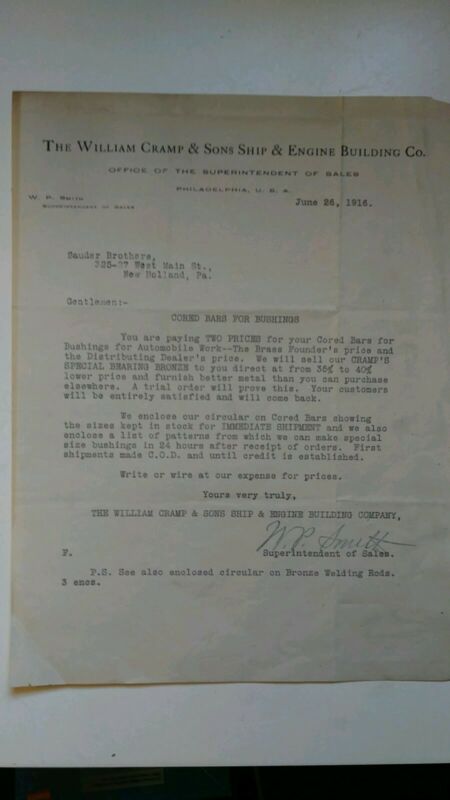 THE WILLIAM CRAMP & SONS SHIP & ENGINE BUILDING CO.
OFFICE OF THE SUPERINTENDENT OF SALES
PHILADELPHIA, U. S. A.
W. P. SMITH
SUPERINTENDENT OF SALES
June 26, 1916.
Sauder Brothers,
325-27 West Main St.,
New Holland, Pa.
Gentlemen:-
CORED BARS FOR BUSHINGS
You are paying TWO PRICES for your Cored Bars for
Bushings for Automobile Work--The Brass Founder's price and
the Distributing Dealer's price. We will sell our CRAMP'S
SPECIAL BEARING BRONZE to you direct at from 35% to 40%
lower price and furnish better metal than you can purchase
elsewhere. A trial order will prove this. Your customers
will be entirely satisfied and will come back.
We enclose our circular on Cored Bars showing
the sizes kept in stock for IMMEDIATE SHIPMENT and we also
enclose a list of patterns from which we can make special
size bushings in 24 hours after receipt of orders. First
shipments made C.O.D. and until credit is established.
Write or wire at our expense for prices.
Yours very truly,
THE WILLIAM CRAMP & SONS SHIP & ENGINE BUILDING COMPANY,
W. P. Smith
F. Superintendent of Sales.
P.S. See also enclosed circular on Bronze Welding Rods.
3 encs.